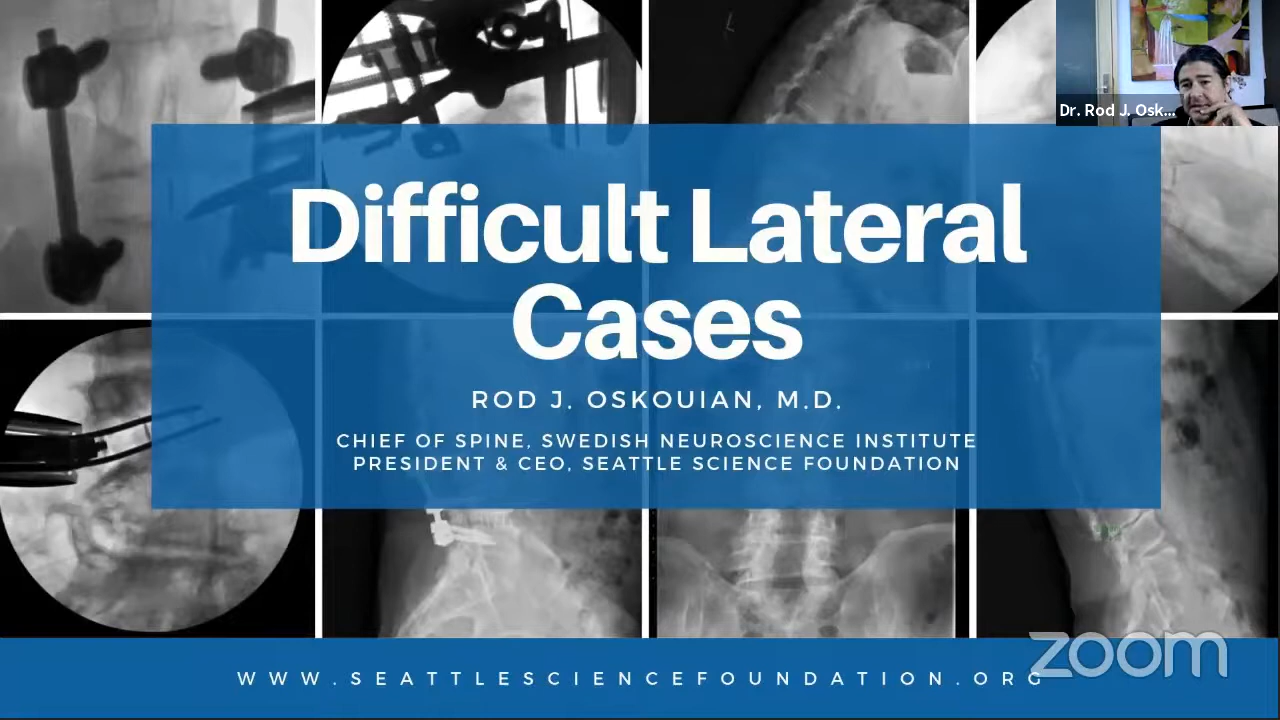 Dr. Rod J. Osk...
Difficult Lateral
Cases
ROD J. OSKOUIAN, M.D.
CHIEF OF SPINE, SWEDISH NEUROSCIENCE INSTITUTE
PRESIDENT & CEO, SEATTLE SCIENCE FOUNDATION
WWW.SEATTLESCIENCEFOUNDATION.ORG
zoom